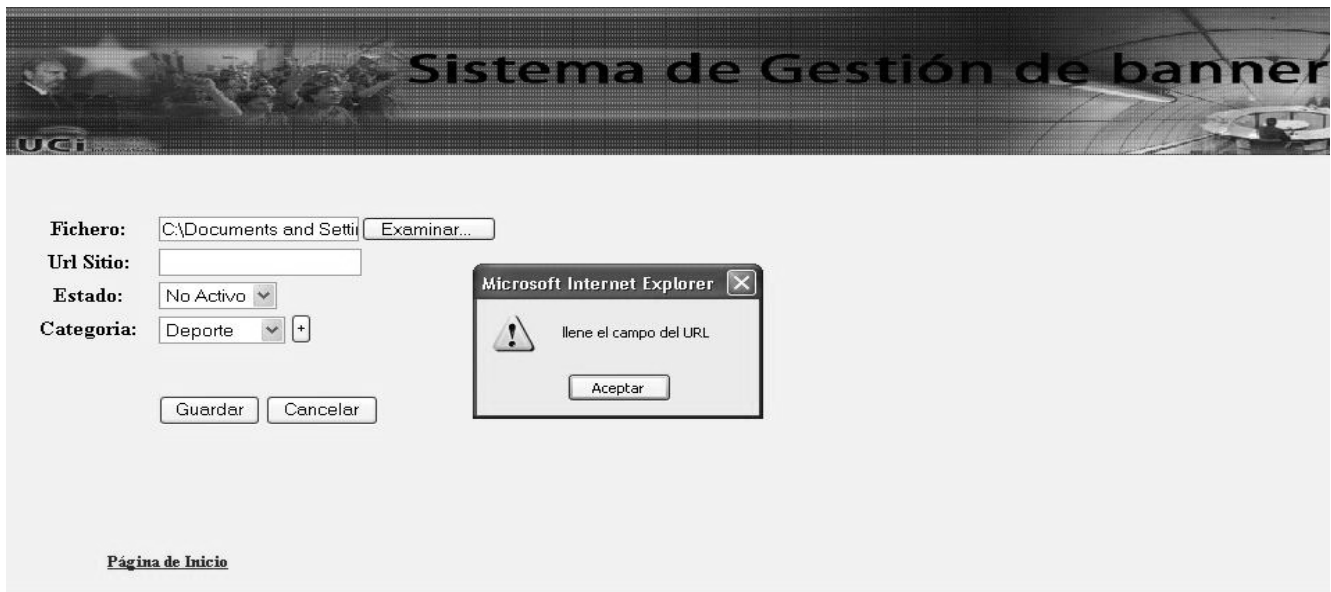 Sistema de Gestión de banner
UCi
Fichero: C:\Documents and Settin Examinar...
Url Sitio:
Estado: No Activo
Categoria: Deporte +
Guardar Cancelar
Microsoft Internet Explorer
llene el campo del URL
Aceptar
Página de Inicio